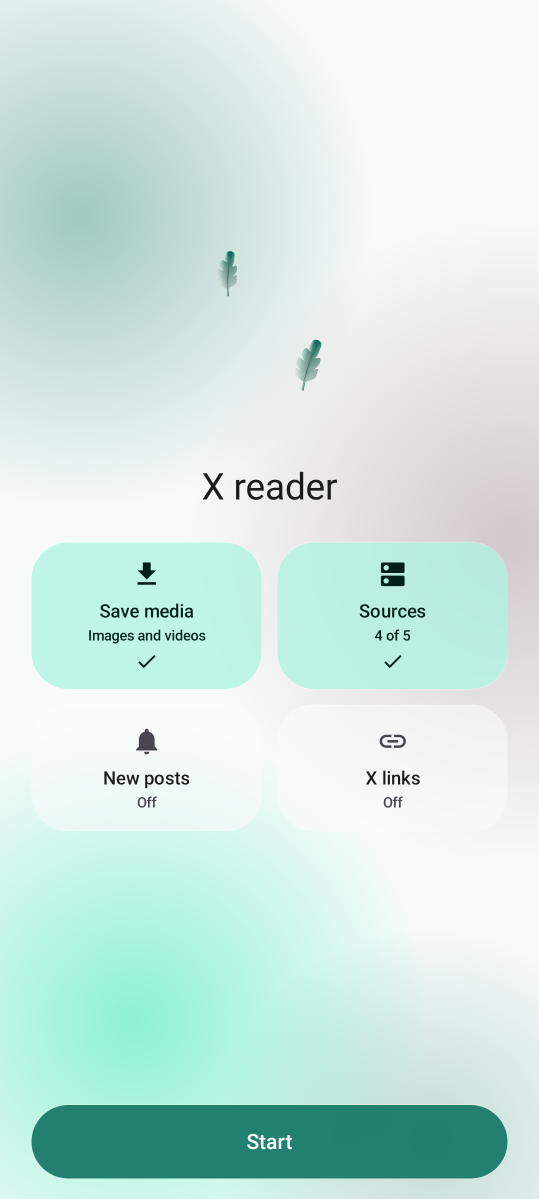 X reader
Save media
Images and videos
Sources
4 of 5
New posts
Off
X links
Off
Start